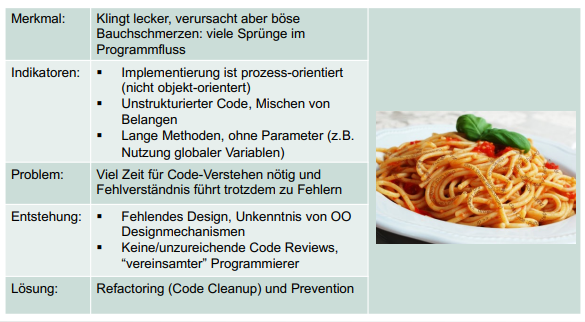 Merkmal:
Klingt lecker, verursacht aber böse
Bauchschmerzen: viele Sprünge im
Programmfluss
Indikatoren:
▪ Implementierung ist prozess-orientiert
(nicht objekt-orientert)
▪ Unstrukturierter Code, Mischen von
Belangen
▪ Lange Methoden, ohne Parameter (z.B.
Nutzung globaler Variablen)
Problem:
Viel Zeit für Code-Verstehen nötig und
Fehlverständnis führt trotzdem zu Fehlern
Entstehung:
▪ Fehlendes Design, Unkenntnis von OO
Designmechanismen
▪ Keine/unzureichende Code Reviews,
“vereinsamter” Programmierer
Lösung:
Refactoring (Code Cleanup) und Prevention